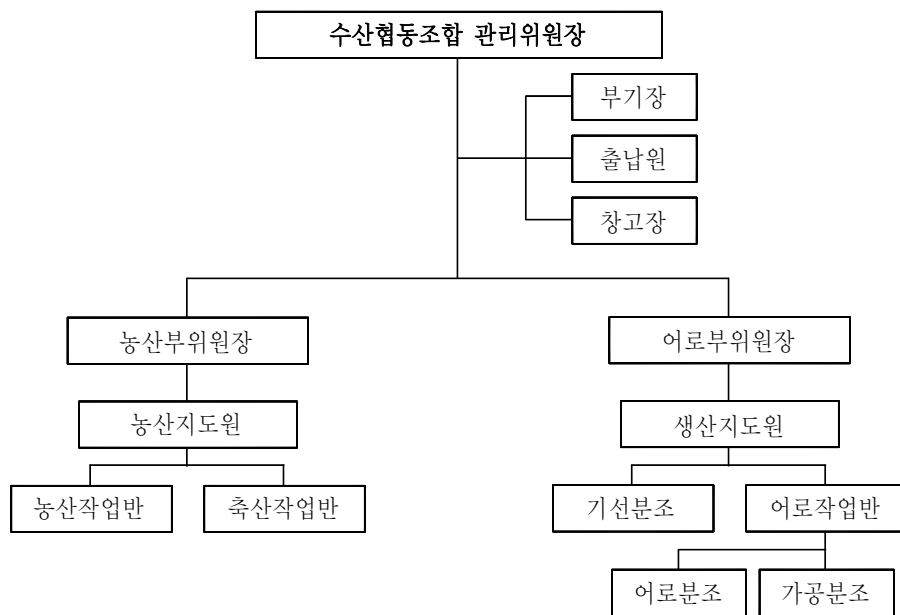 수산협동조합 관리위원장
부기장
출납원
창고장
농산부위원장
어로부위원장
농산지도원
생산지도원
농산작업반
축산작업반
기선분조
어로작업반
어로분조
가공분조